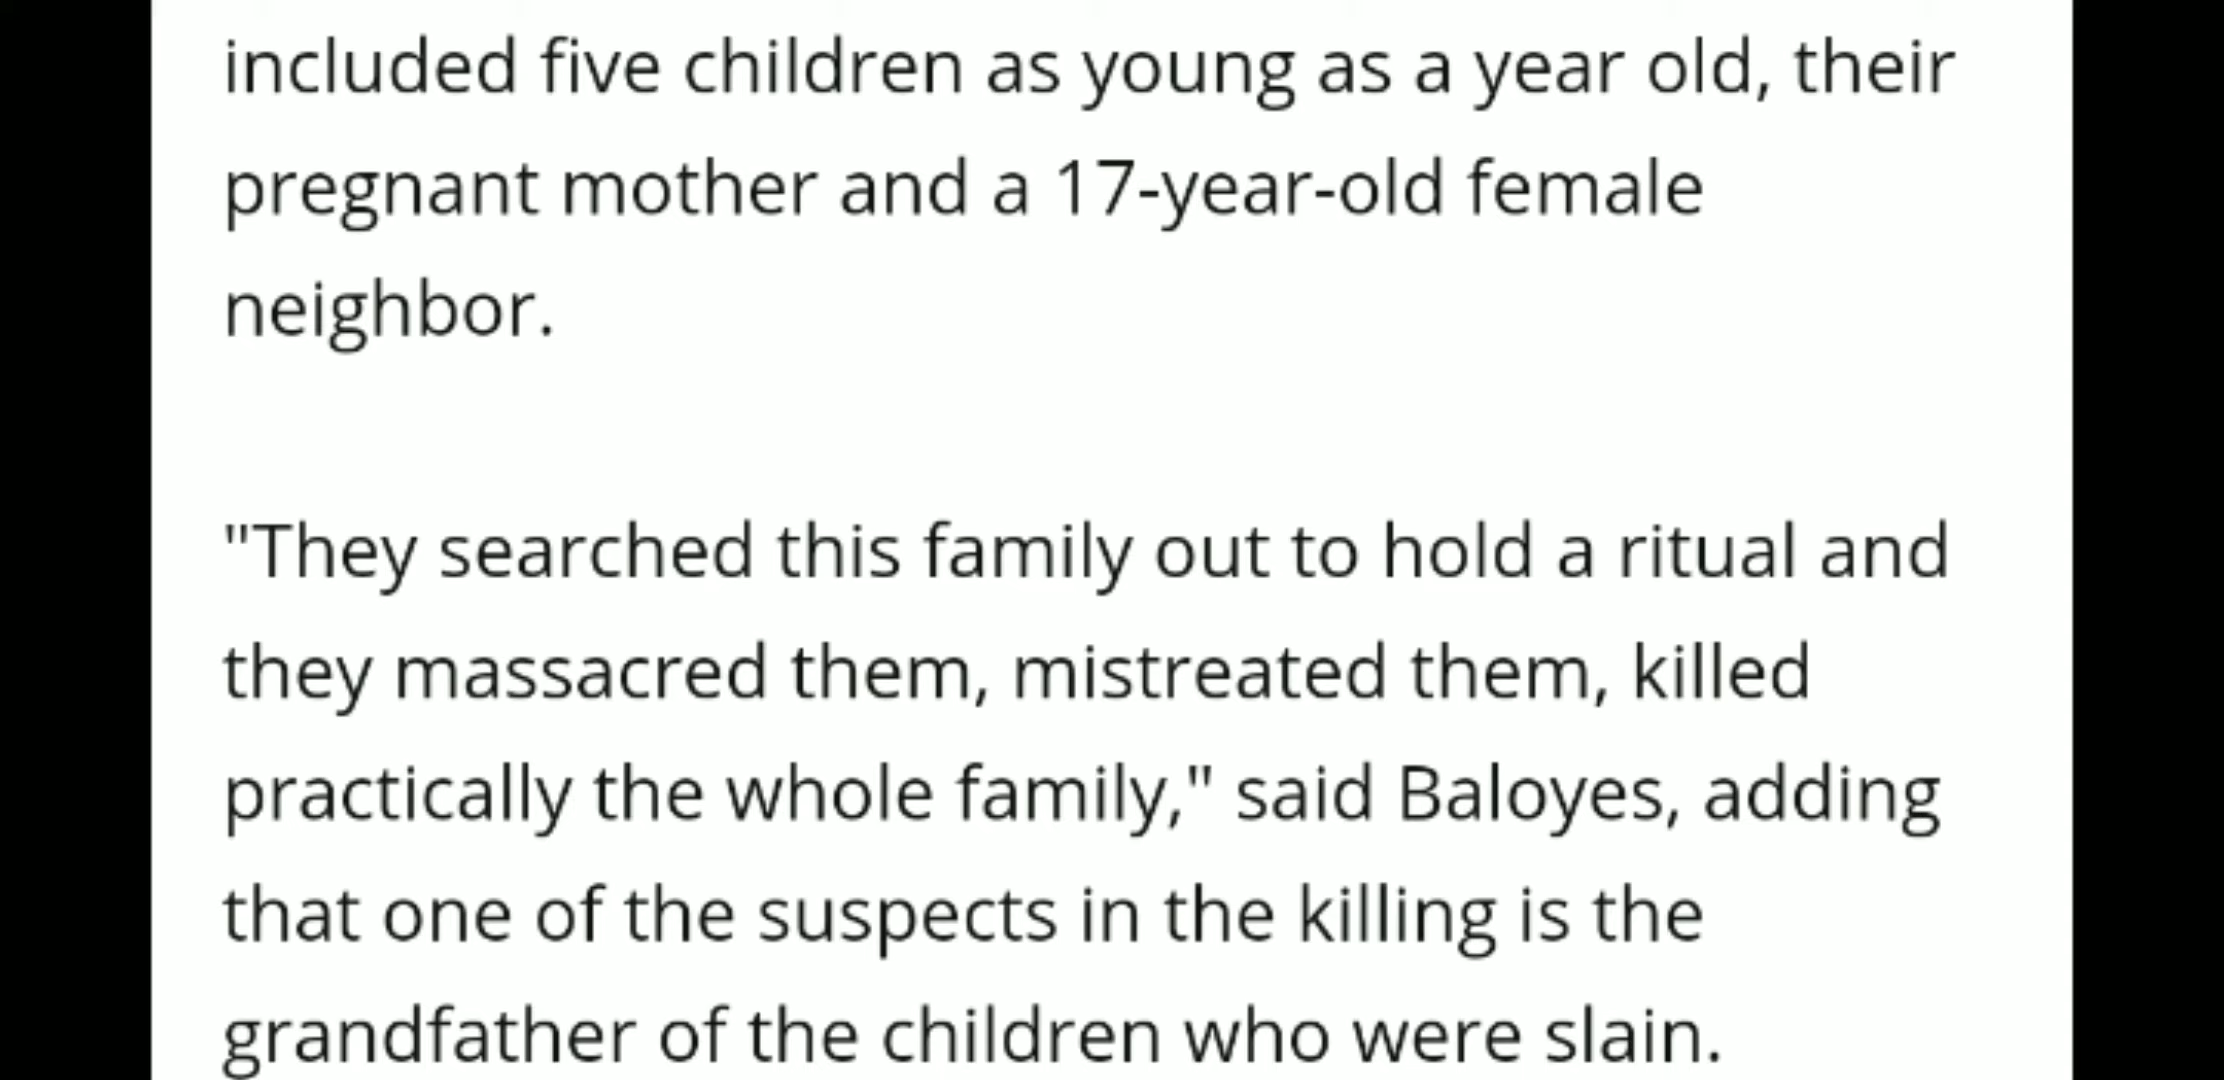 included five children as young as a year old, their
pregnant mother and a 17-year-old female
neighbor.
"They searched this family out to hold a ritual and
they massacred them, mistreated them, killed
practically the whole family," said Baloyes, adding
that one of the suspects in the killing is the
grandfather of the children who were slain.